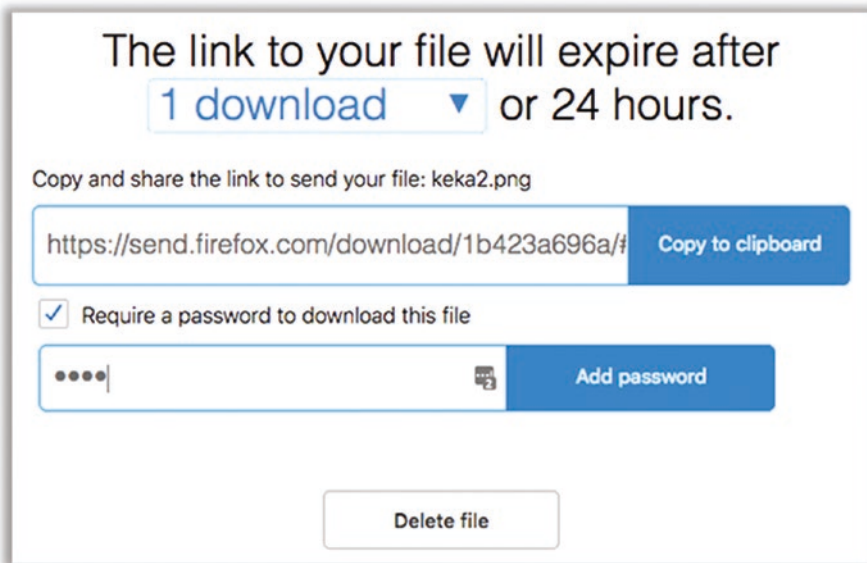 The link to your file will expire after
1 download ▼ or 24 hours.
Copy and share the link to send your file: keka2.png
https://send.firefox.com/download/1b423a696a/# Copy to clipboard
Require a password to download this file
•••• Add password
Delete file